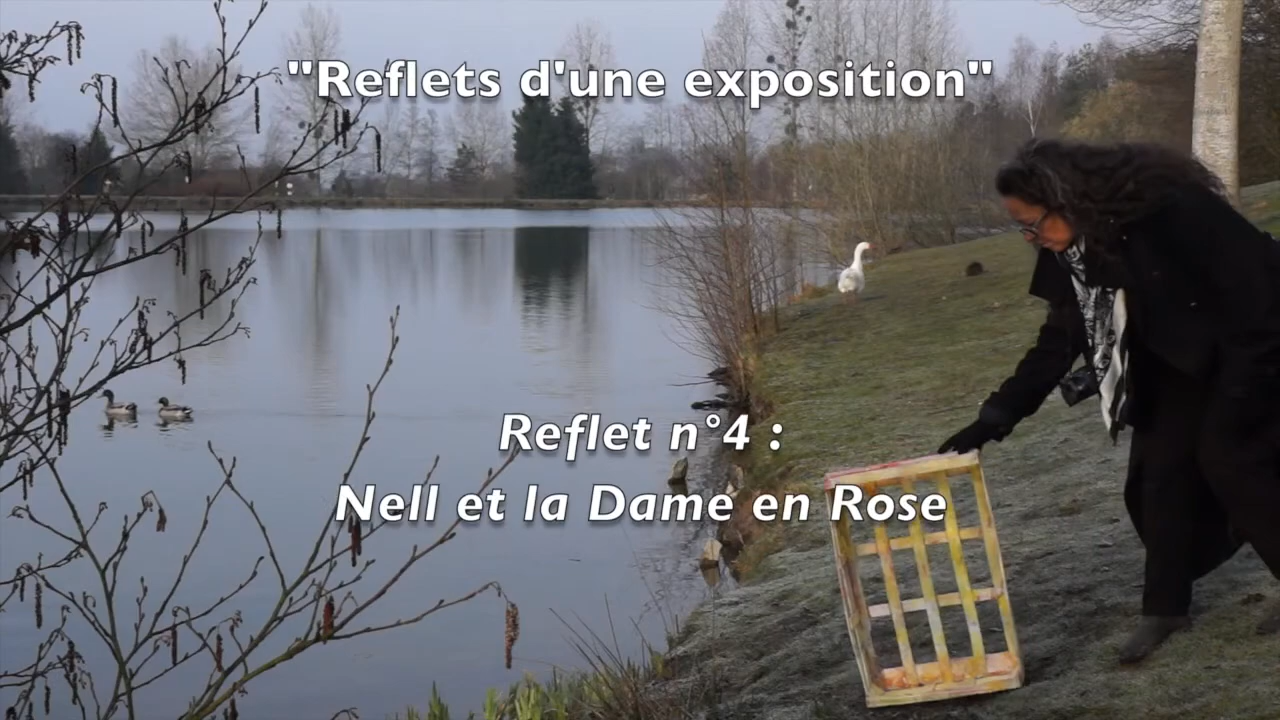 "Reflets d'une exposition"
Reflet n°4 :
Nell et la Dame en Rose